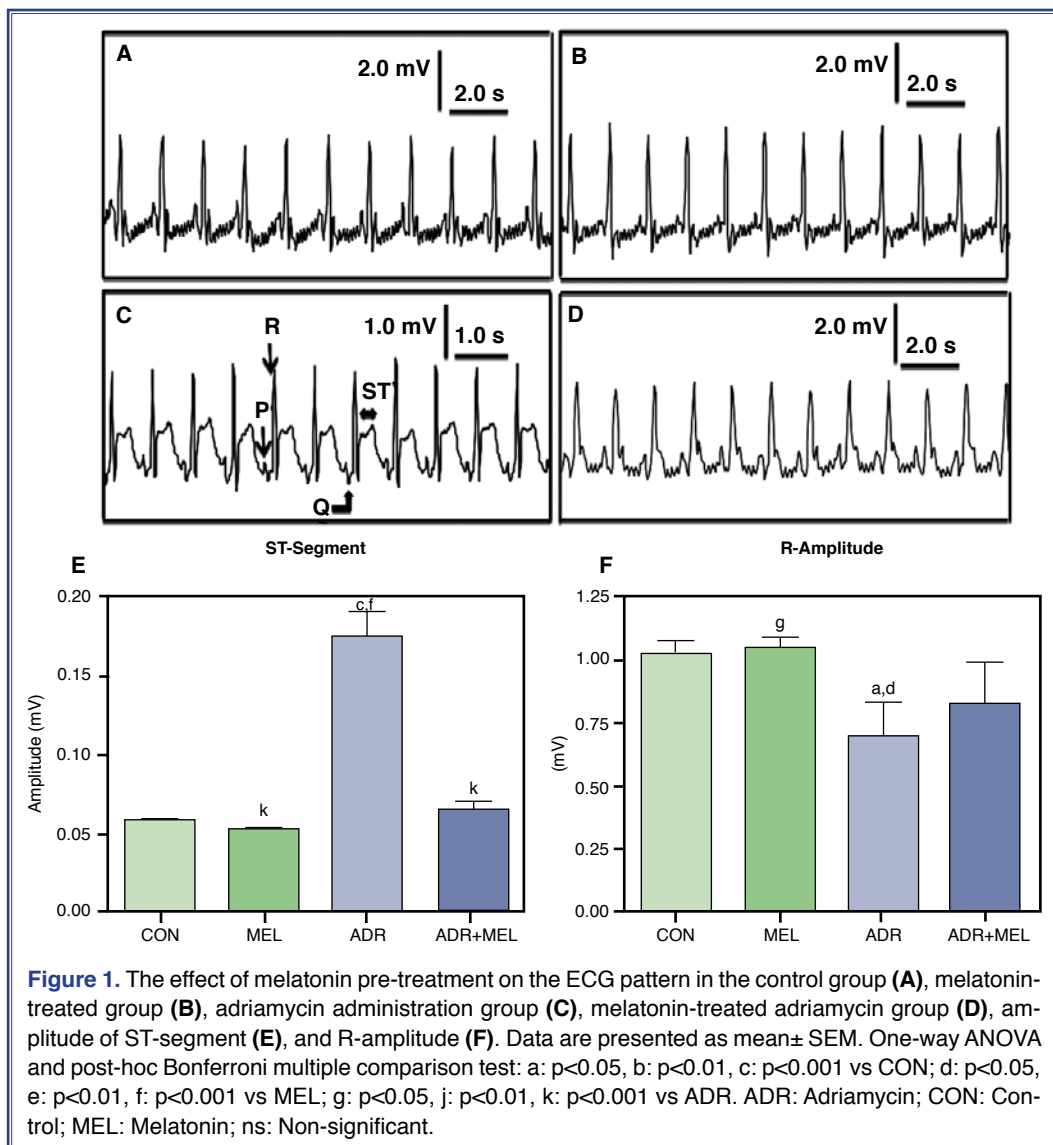 A
2.0 mV
2.0 s
B
2.0 mV
2.0 s
C
R
P
ST
Q
1.0 mV
1.0 s
D
2.0 mV
2.0 s
E
ST-Segment
Amplitude (mV)
0.20
0.15
0.10
0.05
0.00
k
c,f
k
CON MEL ADR ADR+MEL
F
R-Amplitude
(mV)
1.25
1.00
0.75
0.50
0.25
0.00
g
a,d
CON MEL ADR ADR+MEL
Figure 1. The effect of melatonin pre-treatment on the ECG pattern in the control group (A), melatonin-
treated group (B), adriamycin administration group (C), melatonin-treated adriamycin group (D), am-
plitude of ST-segment (E), and R-amplitude (F). Data are presented as mean± SEM. One-way ANOVA
and post-hoc Bonferroni multiple comparison test: a: p<0.05, b: p<0.01, c: p<0.001 vs CON; d: p<0.05,
e: p<0.01, f: p<0.001 vs MEL; g: p<0.05, j: p<0.01, k: p<0.001 vs ADR. ADR: Adriamycin; CON: Con-
trol; MEL: Melatonin; ns: Non-significant.